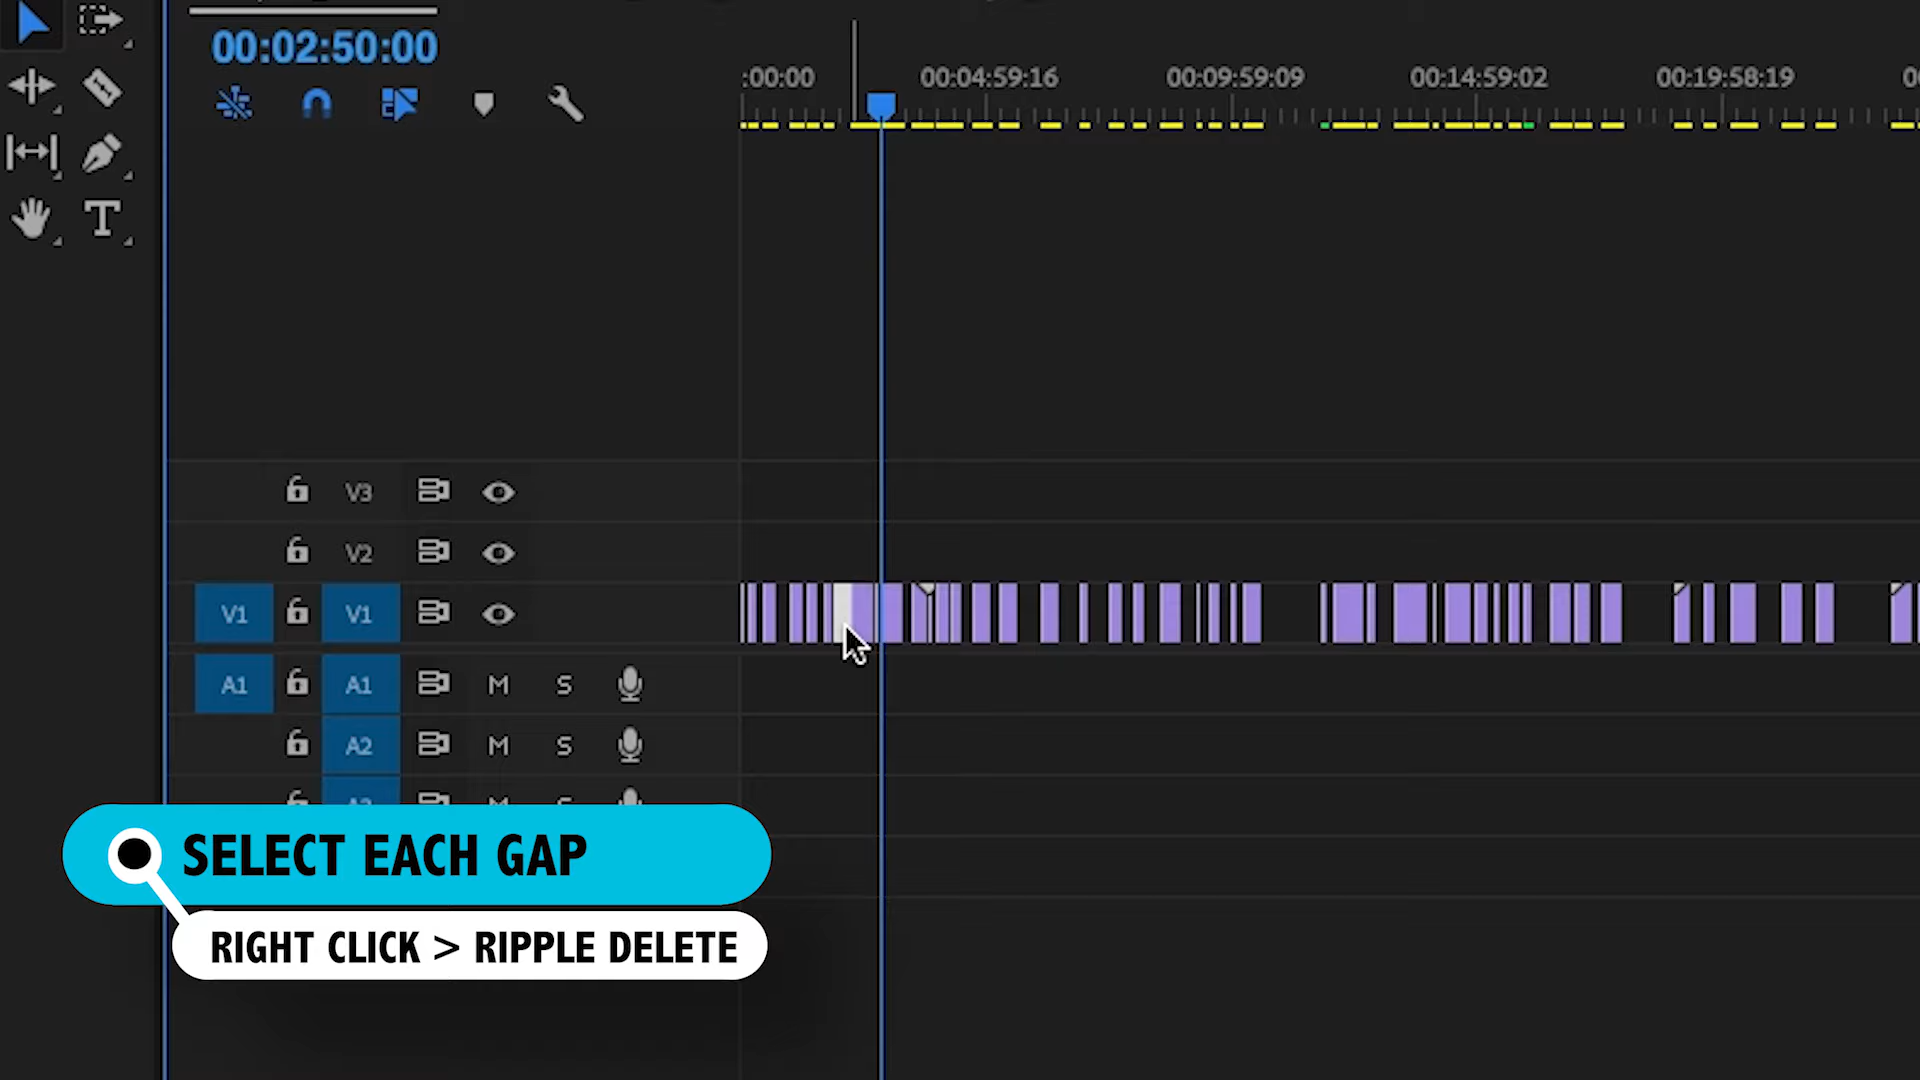 00:02:50:00
:00:00
00:04:59:16
00:09:59:09
00:14:59:02
00:19:58:19
T
V3
V2
V1 V1
A1 A1 M S
A2 M S
SELECT EACH GAP
RIGHT CLICK > RIPPLE DELETE